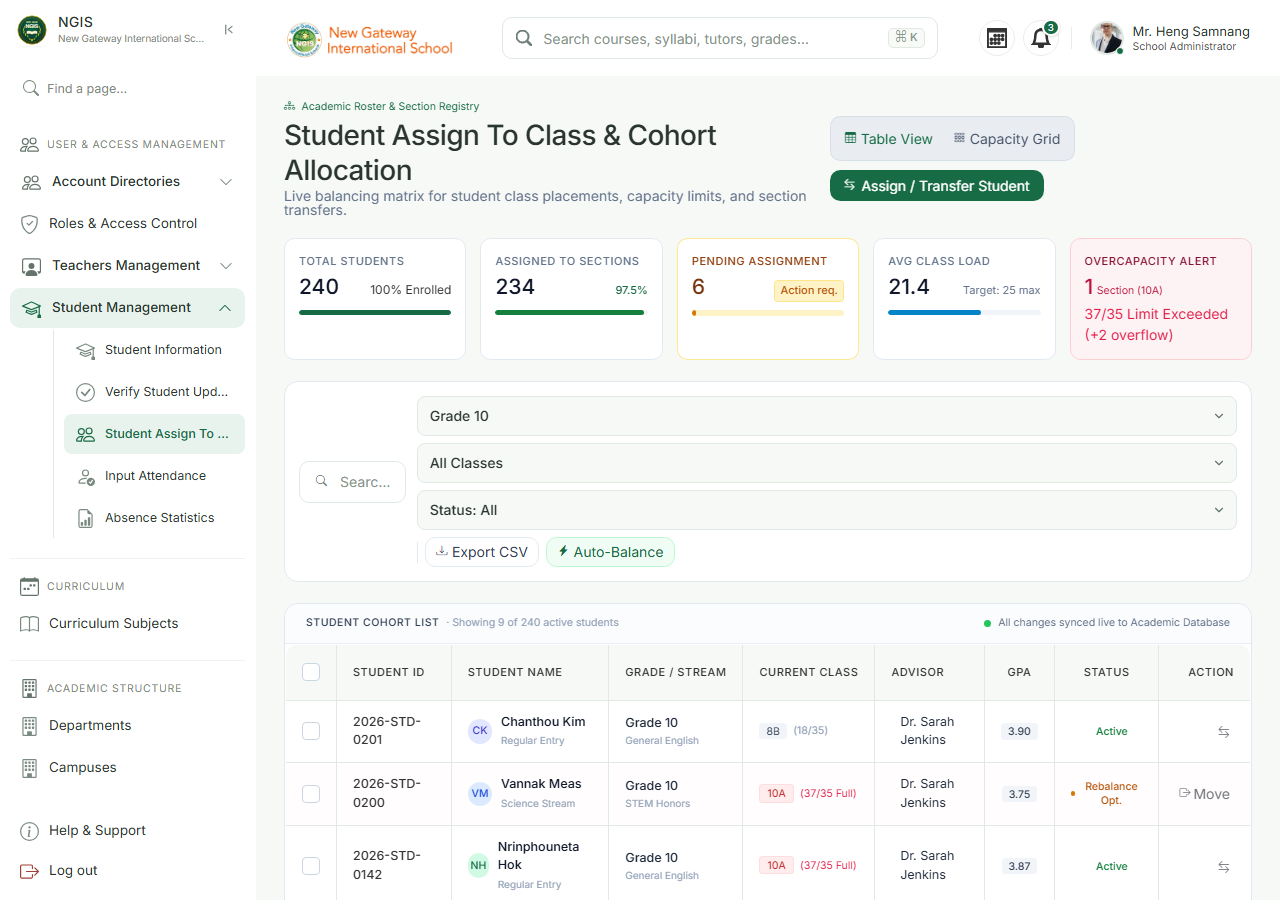 NGIS
New Gateway International Sc...
Find a page...
USER & ACCESS MANAGEMENT
Account Directories
Roles & Access Control
Teachers Management
Student Management
Student Information
Verify Student Upd...
Student Assign To ...
Input Attendance
Absence Statistics
CURRICULUM
Curriculum Subjects
ACADEMIC STRUCTURE
Departments
Campuses
Help & Support
Log out
New Gateway
International School
Search courses, syllabi, tutors, grades...
⌘ K
3
Mr. Heng Samnang
School Administrator
Academic Roster & Section Registry
Student Assign To Class & Cohort
Allocation
Live balancing matrix for student class placements, capacity limits, and section
transfers.
Table View
Capacity Grid
Assign / Transfer Student
TOTAL STUDENTS
240
100% Enrolled
ASSIGNED TO SECTIONS
234
97.5%
PENDING ASSIGNMENT
6
Action req.
AVG CLASS LOAD
21.4
Target: 25 max
OVERCAPACITY ALERT
1 Section (10A)
37/35 Limit Exceeded
(+2 overflow)
Searc...
Grade 10
All Classes
Status: All
Export CSV
Auto-Balance
STUDENT COHORT LIST · Showing 9 of 240 active students
All changes synced live to Academic Database
STUDENT ID STUDENT NAME GRADE / STREAM CURRENT CLASS ADVISOR GPA STATUS ACTION
2026-STD-
0201
CK
Chanthou Kim
Regular Entry
Grade 10
General English
8B (18/35)
Dr. Sarah
Jenkins
3.90
Active
2026-STD-
0200
VM
Vannak Meas
Science Stream
Grade 10
STEM Honors
10A (37/35 Full)
Dr. Sarah
Jenkins
3.75
Rebalance
Opt.
Move
2026-STD-
0142
NH
Nrinphouneta
Hok
Regular Entry
Grade 10
General English
10A (37/35 Full)
Dr. Sarah
Jenkins
3.87
Active